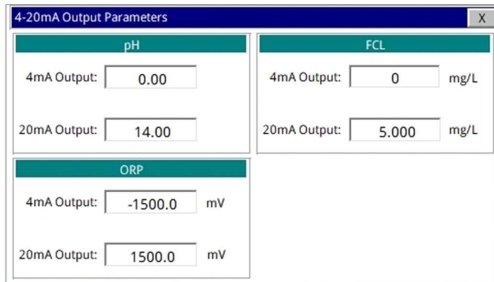 4-20mA Output Parameters X
pH
4mA Output: 0.00
20mA Output: 14.00
FCL
4mA Output: 0 mg/L
20mA Output: 5.000 mg/L
ORP
4mA Output: -1500.0 mV
20mA Output: 1500.0 mV